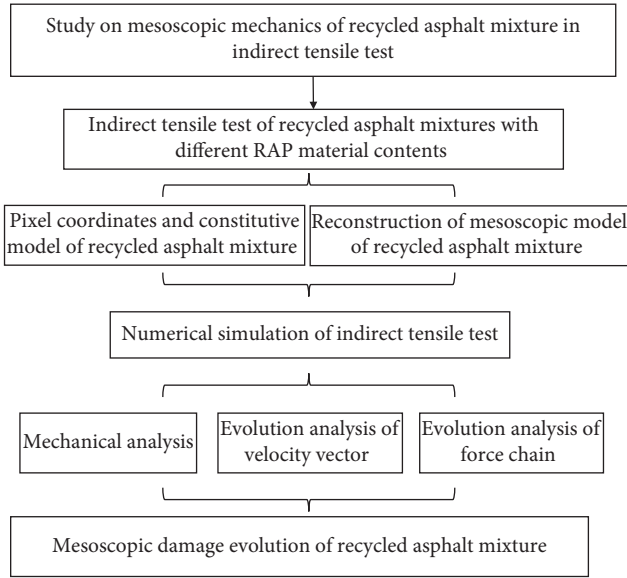 Study on mesoscopic mechanics of recycled asphalt mixture in
indirect tensile test
Indirect tensile test of recycled asphalt mixtures with
different RAP material contents
Pixel coordinates and constitutive
model of recycled asphalt mixture
Reconstruction of mesoscopic model
of recycled asphalt mixture
Numerical simulation of indirect tensile test
Mechanical analysis
Evolution analysis of
velocity vector
Evolution analysis of
force chain
Mesoscopic damage evolution of recycled asphalt mixture